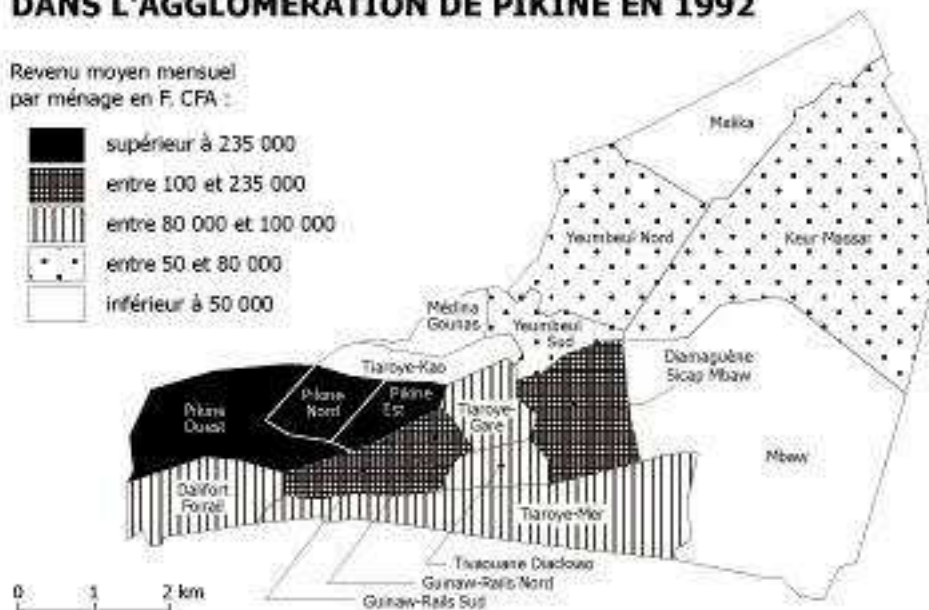 DANS L'AGGLOMÉRATION DE PIKINE EN 1992
Revenu moyen mensuel
par ménage en F. CFA :
supérieur à 235 000
entre 100 et 235 000
entre 80 000 et 100 000
entre 50 et 80 000
inférieur à 50 000
Malika
Yeumbeul Nord
Keur Massar
Médina
Gounas
Yeumbeul
Sud
Tiaroye-Kao
Diamaguène
Sicap Mbaw
Pikine
Ouest
Pikine
Nord
Pikine
Est
Tiaroye-
Gare
Mbaw
Dalifort
Forrail
Tiaroye-Mer
Tivaouane Diacksao
Guinaw-Rails Nord
Guinaw-Rails Sud
0 1 2 km